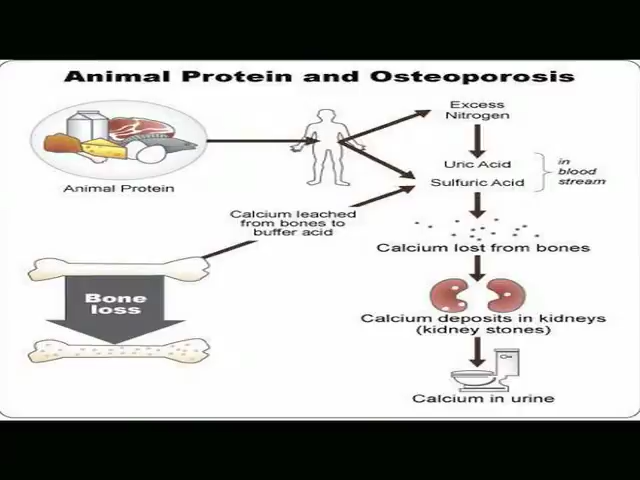 Animal Protein and Osteoporosis
Animal Protein
Excess
Nitrogen
Uric Acid
Sulfuric Acid
in
blood
stream
Calcium leached
from bones to
buffer acid
Calcium lost from bones
Bone
loss
Calcium deposits in kidneys
(kidney stones)
Calcium in urine